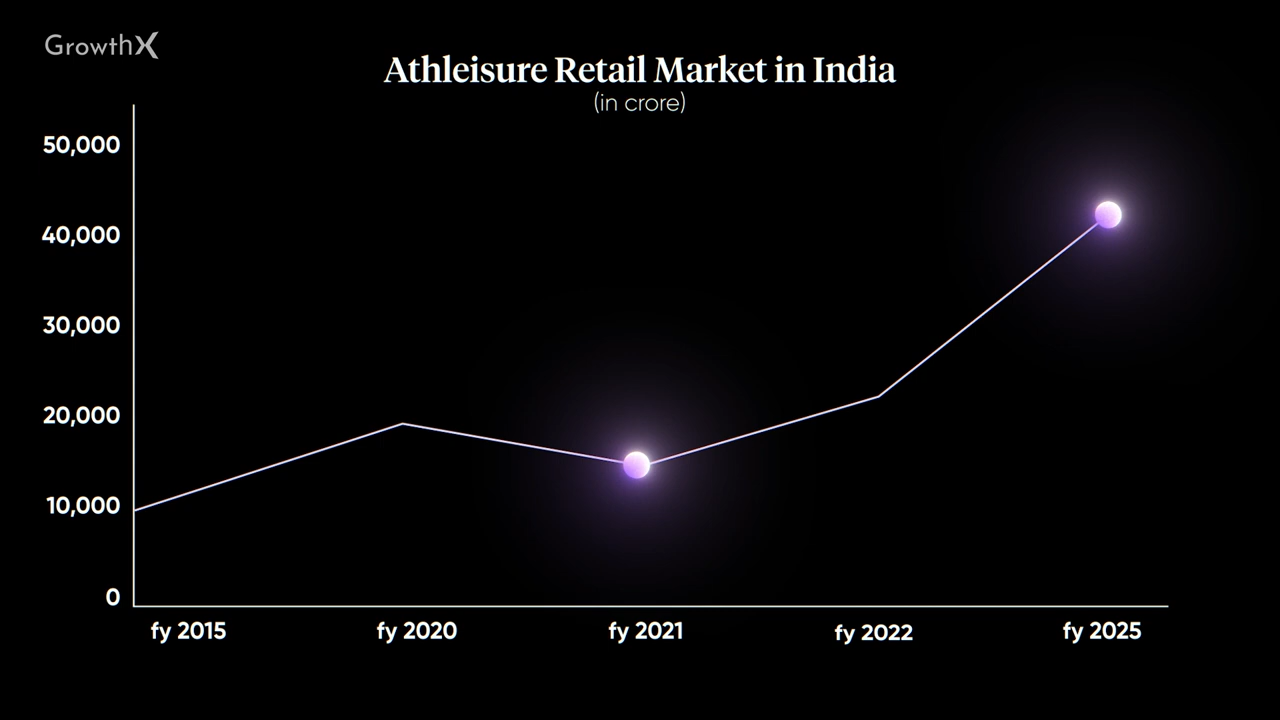 GrowthX
Athleisure Retail Market in India
(in crore)
50,000
40,000
30,000
20,000
10,000
0
fy 2015
fy 2020
fy 2021
fy 2022
fy 2025